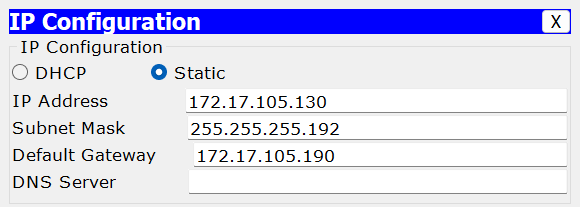 IP Configuration X
IP Configuration
DHCP Static
IP Address 172.17.105.130
Subnet Mask 255.255.255.192
Default Gateway 172.17.105.190
DNS Server